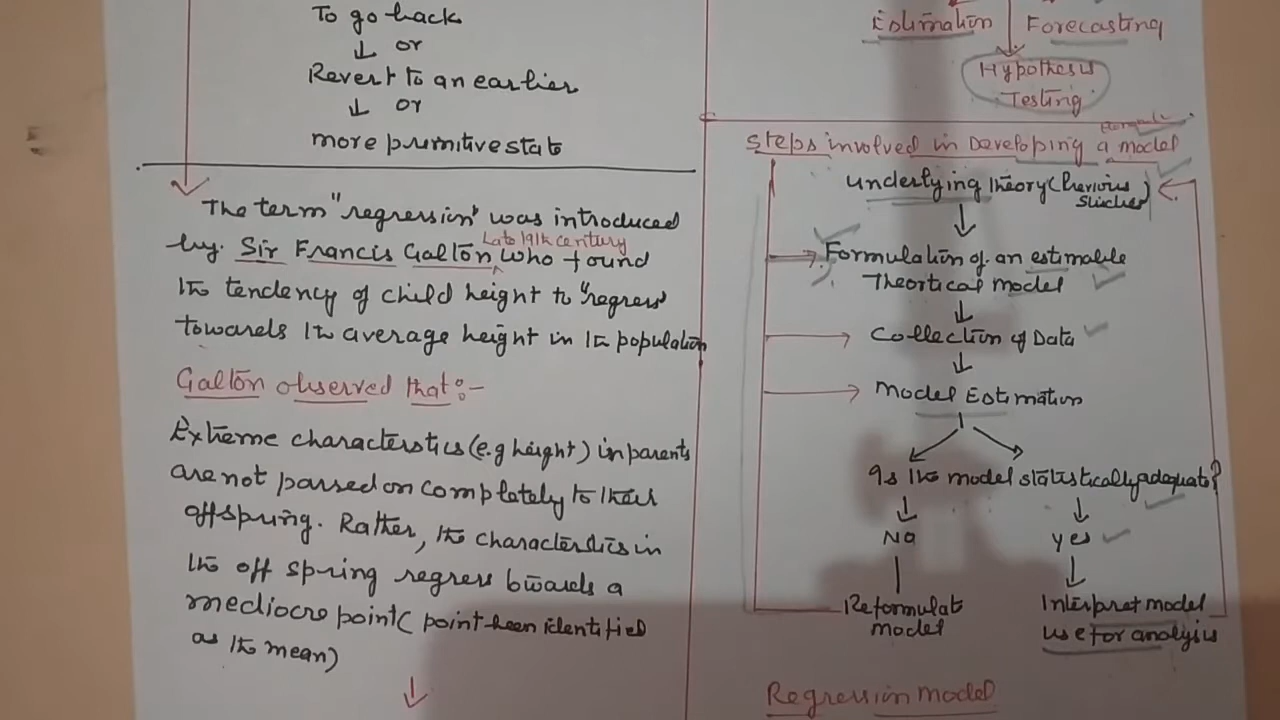 To go back
or
Revert to an earlier
or
more primitive state
The term "regression" was introduced
by. Sir Francis Galton who found
Late 19th century
the tendency of child height to "regress"
towards the average height in the population
Galton observed that:-
Extreme characterstics (e.g height) in parents
are not passed on completely to their
offspring. Rather, the characterstics in
the off spring regress towards a
mediocre point ( point been identified
as the mean)
Estimation Forecasting
Hypothesis
Testing
Steps involved in Developing a model
underlying theory (Previous
Studies)
Formulation of an estimable
Theortical model
Collection of Data
Model Estimation
Is the model statistically adequate?
No yes
Reformulate Interpret model
model use for analysis
Regression model